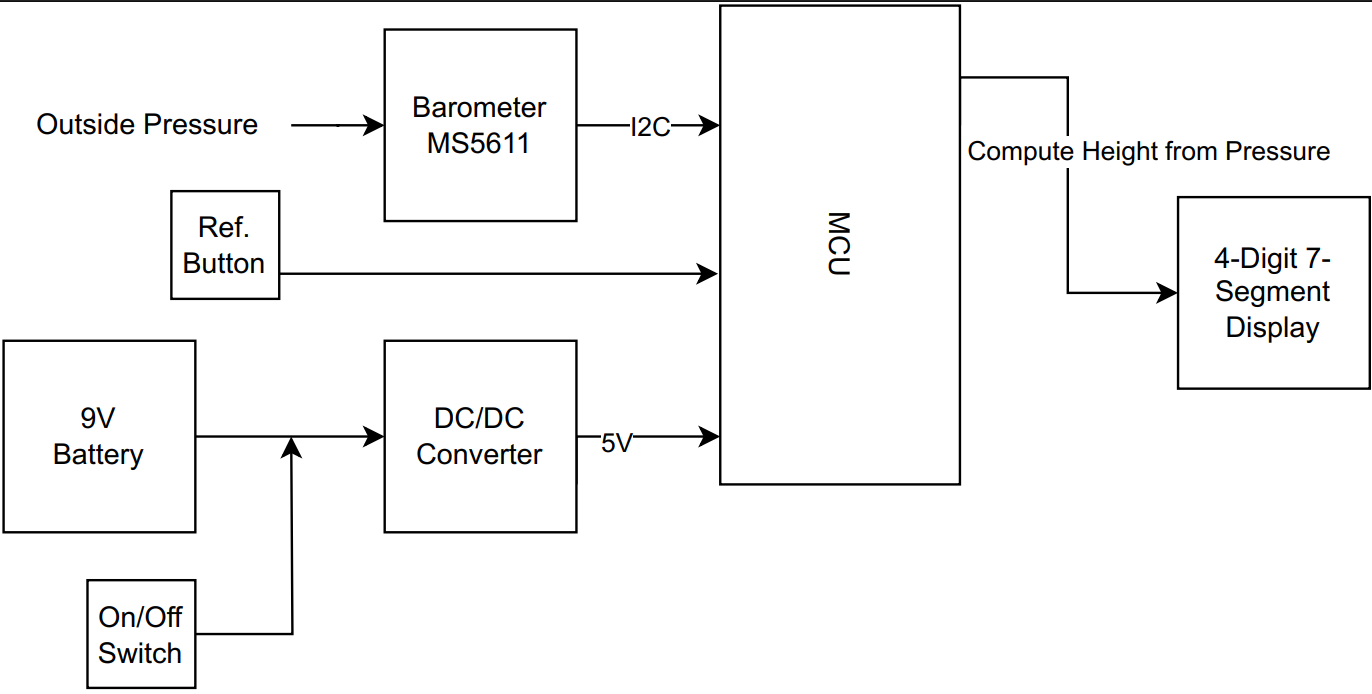 Outside Pressure
Barometer
MS5611
I2C
MCU
Compute Height from Pressure
Ref.
Button
4-Digit 7-
Segment
Display
9V
Battery
DC/DC
Converter
5V
On/Off
Switch